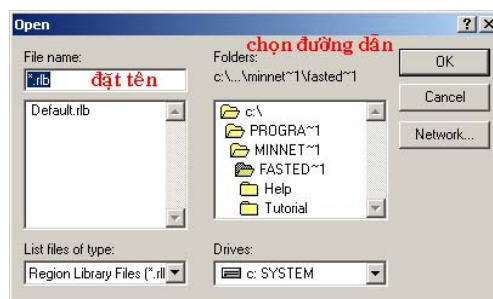 Open
File name:
*.rlb
đặt tên
Default.rlb
Folders:
chọn đường dẫn
c:\...\minnet~1\fasted~1
c:\
PROGRA~1
MINNET~1
FASTED~1
Help
Tutorial
OK
Cancel
Network...
List files of type:
Region Library Files (*.rll
Drives:
c: SYSTEM